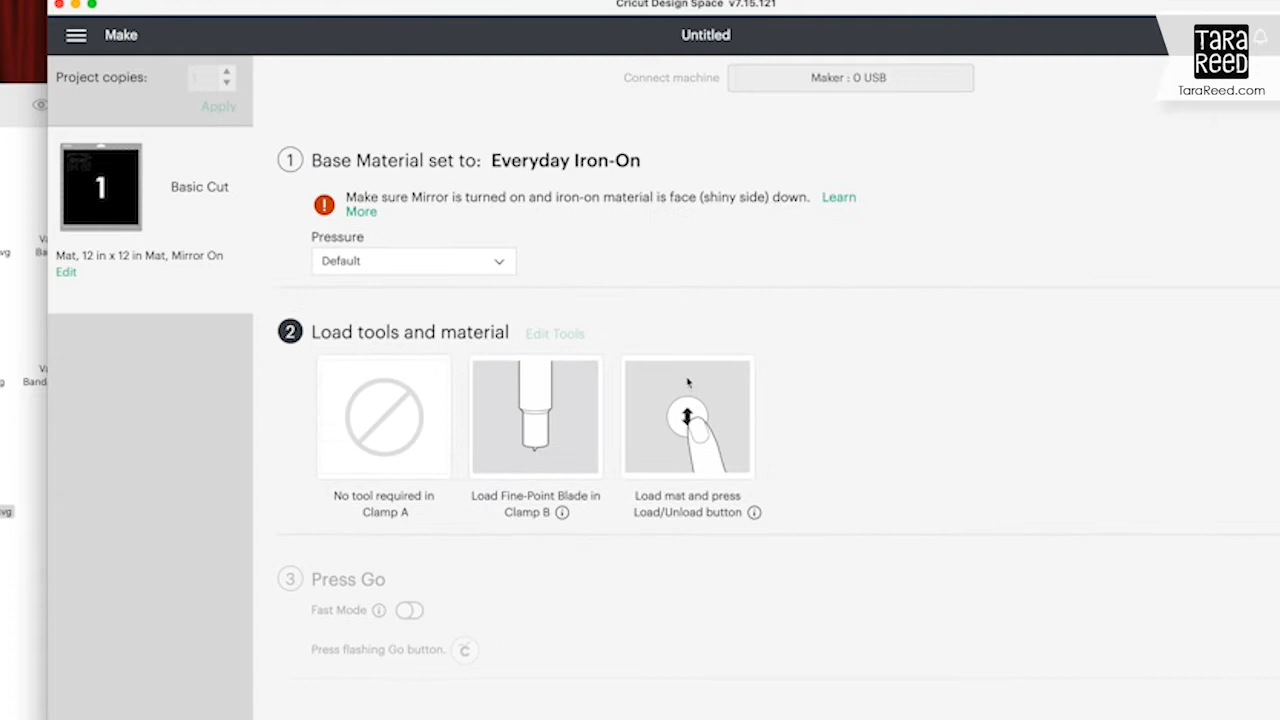 Cricut Design Space v7.15.121
Make
Untitled
TARA
REED
TaraReed.com
Project copies:
Apply
Connect machine
Maker : 0 USB
1
Basic Cut
Mat, 12 in x 12 in Mat, Mirror On
Edit
1 Base Material set to: Everyday Iron-On
! Make sure Mirror is turned on and iron-on material is face (shiny side) down. Learn
More
Pressure
Default
2 Load tools and material Edit Tools
No tool required in
Clamp A
Load Fine-Point Blade in
Clamp B
Load mat and press
Load/Unload button
3 Press Go
Fast Mode
Press flashing Go button.